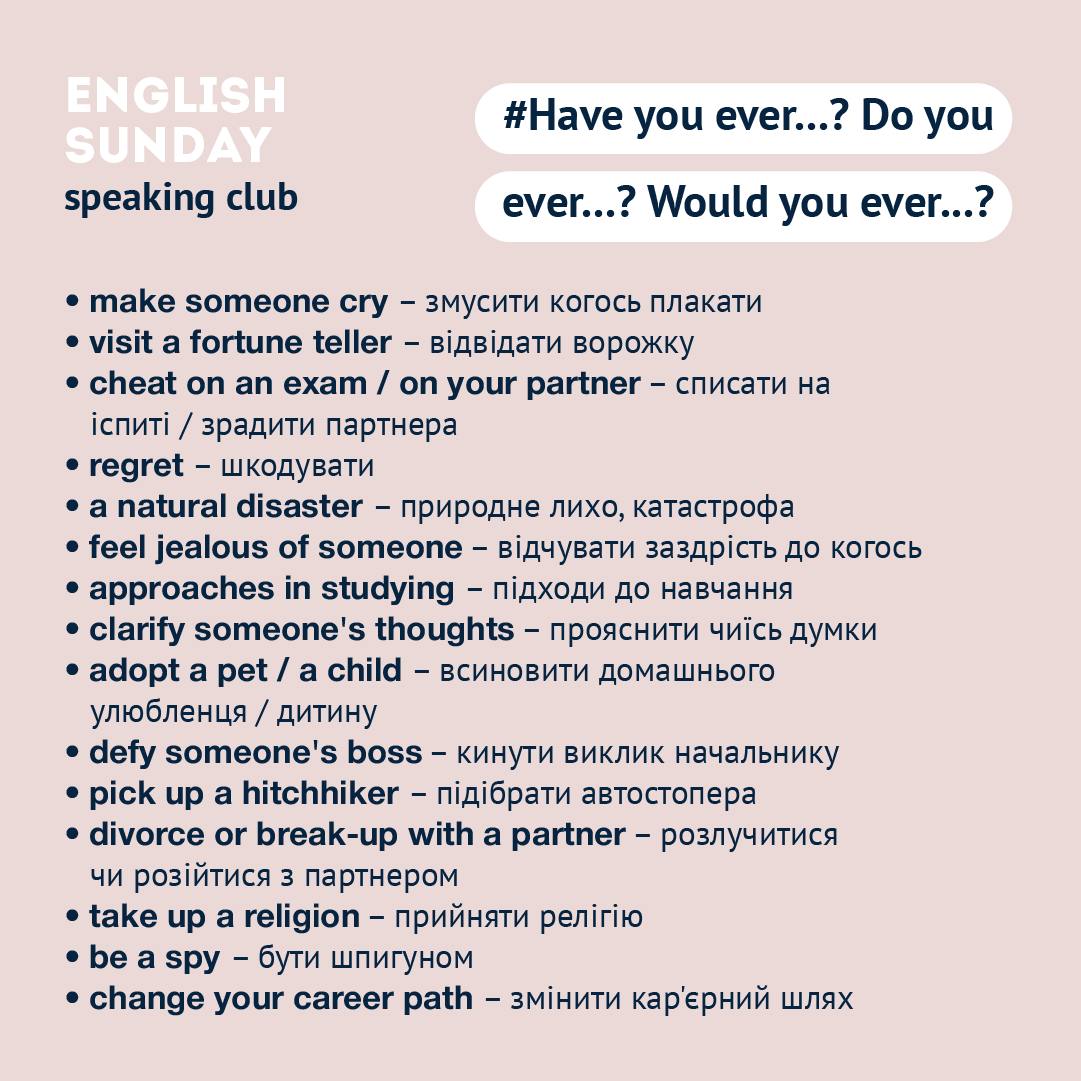 ENGLISH
SUNDAY
speaking club
#Have you ever...? Do you
ever...? Would you ever...?
• make someone cry – змусити когось плакати
• visit a fortune teller – відвідати ворожку
• cheat on an exam / on your partner – списати на
іспиті / зрадити партнера
• regret – шкодувати
• a natural disaster – природне лихо, катастрофа
• feel jealous of someone – відчувати заздрість до когось
• approaches in studying – підходи до навчання
• clarify someone's thoughts – прояснити чиїсь думки
• adopt a pet / a child – всиновити домашнього
улюбленця / дитину
• defy someone's boss – кинути виклик начальнику
• pick up a hitchhiker – підібрати автостопера
• divorce or break-up with a partner – розлучитися
чи розійтися з партнером
• take up a religion – прийняти релігію
• be a spy – бути шпигуном
• change your career path – змінити кар'єрний шлях